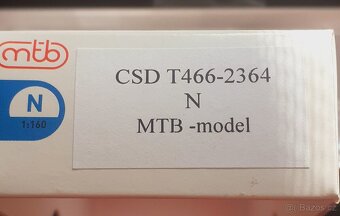 mtb
N
1:160
CSD T466-2364
N
MTB -model
© Bazos.cz